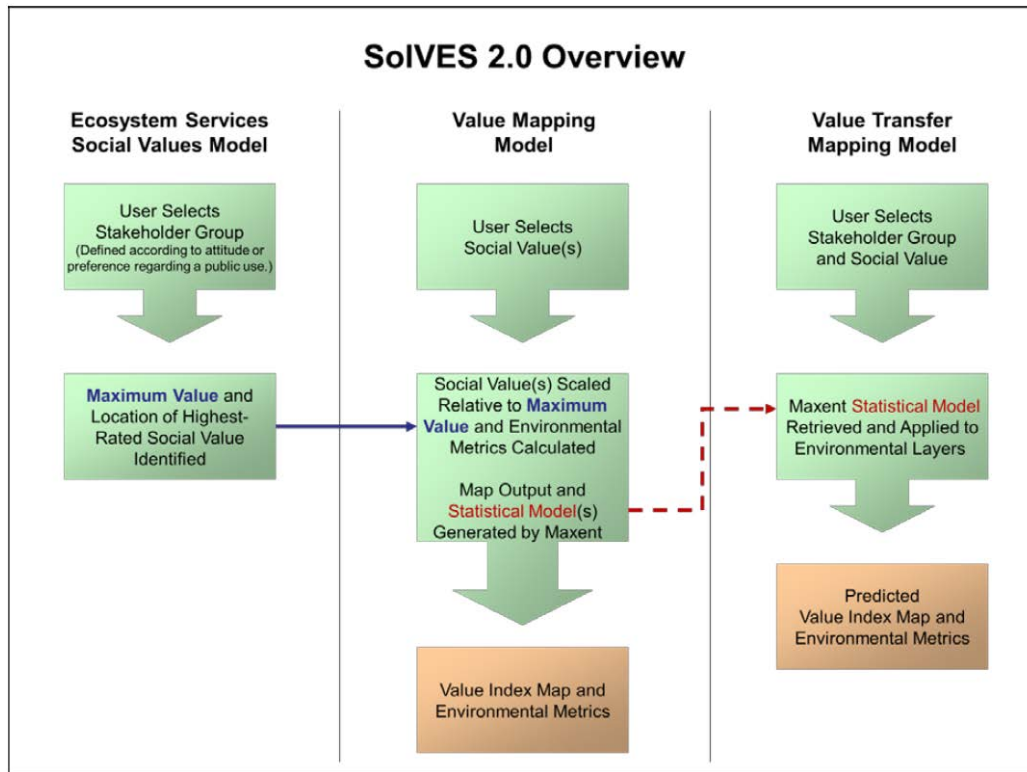 SolVES 2.0 Overview
Ecosystem Services
Social Values Model
User Selects
Stakeholder Group
(Defined according to attitude or
preference regarding a public use.)
Maximum Value and
Location of Highest-
Rated Social Value
Identified
Value Mapping
Model
User Selects
Social Value(s)
Social Value(s) Scaled
Relative to Maximum
Value and Environmental
Metrics Calculated
Map Output and
Statistical Model(s)
Generated by Maxent
Value Index Map and
Environmental Metrics
Value Transfer
Mapping Model
User Selects
Stakeholder Group
and Social Value
Maxent Statistical Model
Retrieved and Applied to
Environmental Layers
Predicted
Value Index Map and
Environmental Metrics